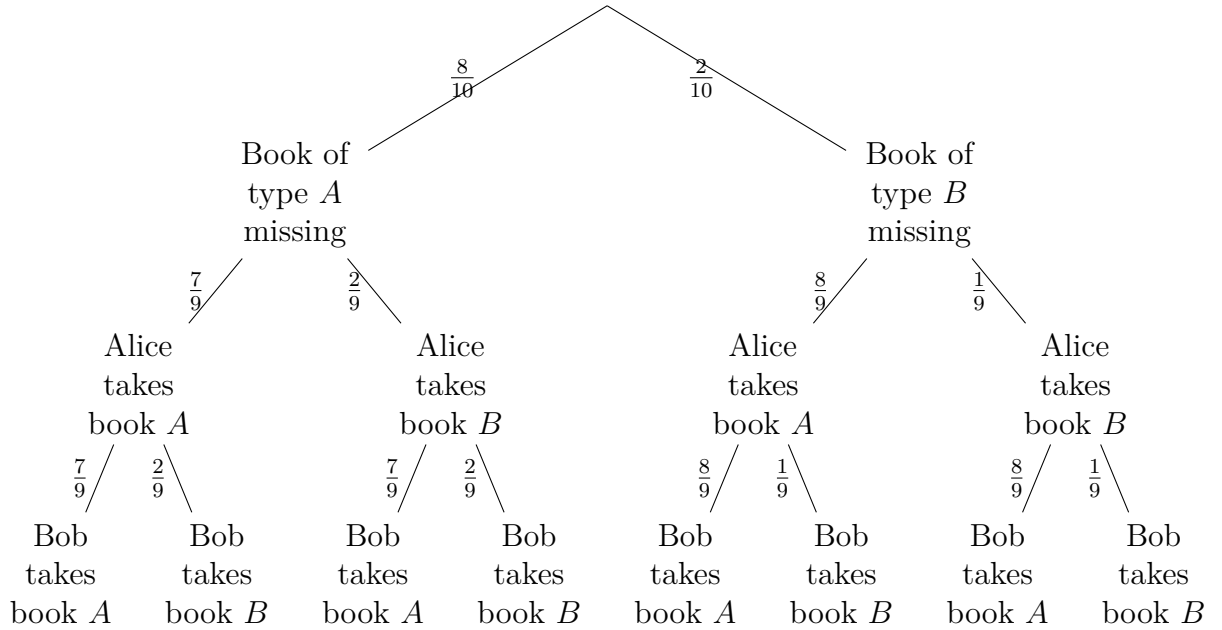 8/10 2/10
Book of Book of
type A type B
missing missing
7/9 2/9 8/9 1/9
Alice Alice Alice Alice
takes takes takes takes
book A book B book A book B
7/9 2/9 7/9 2/9 8/9 1/9 8/9 1/9
Bob Bob Bob Bob Bob Bob Bob Bob
takes takes takes takes takes takes takes takes
book A book B book A book B book A book B book A book B